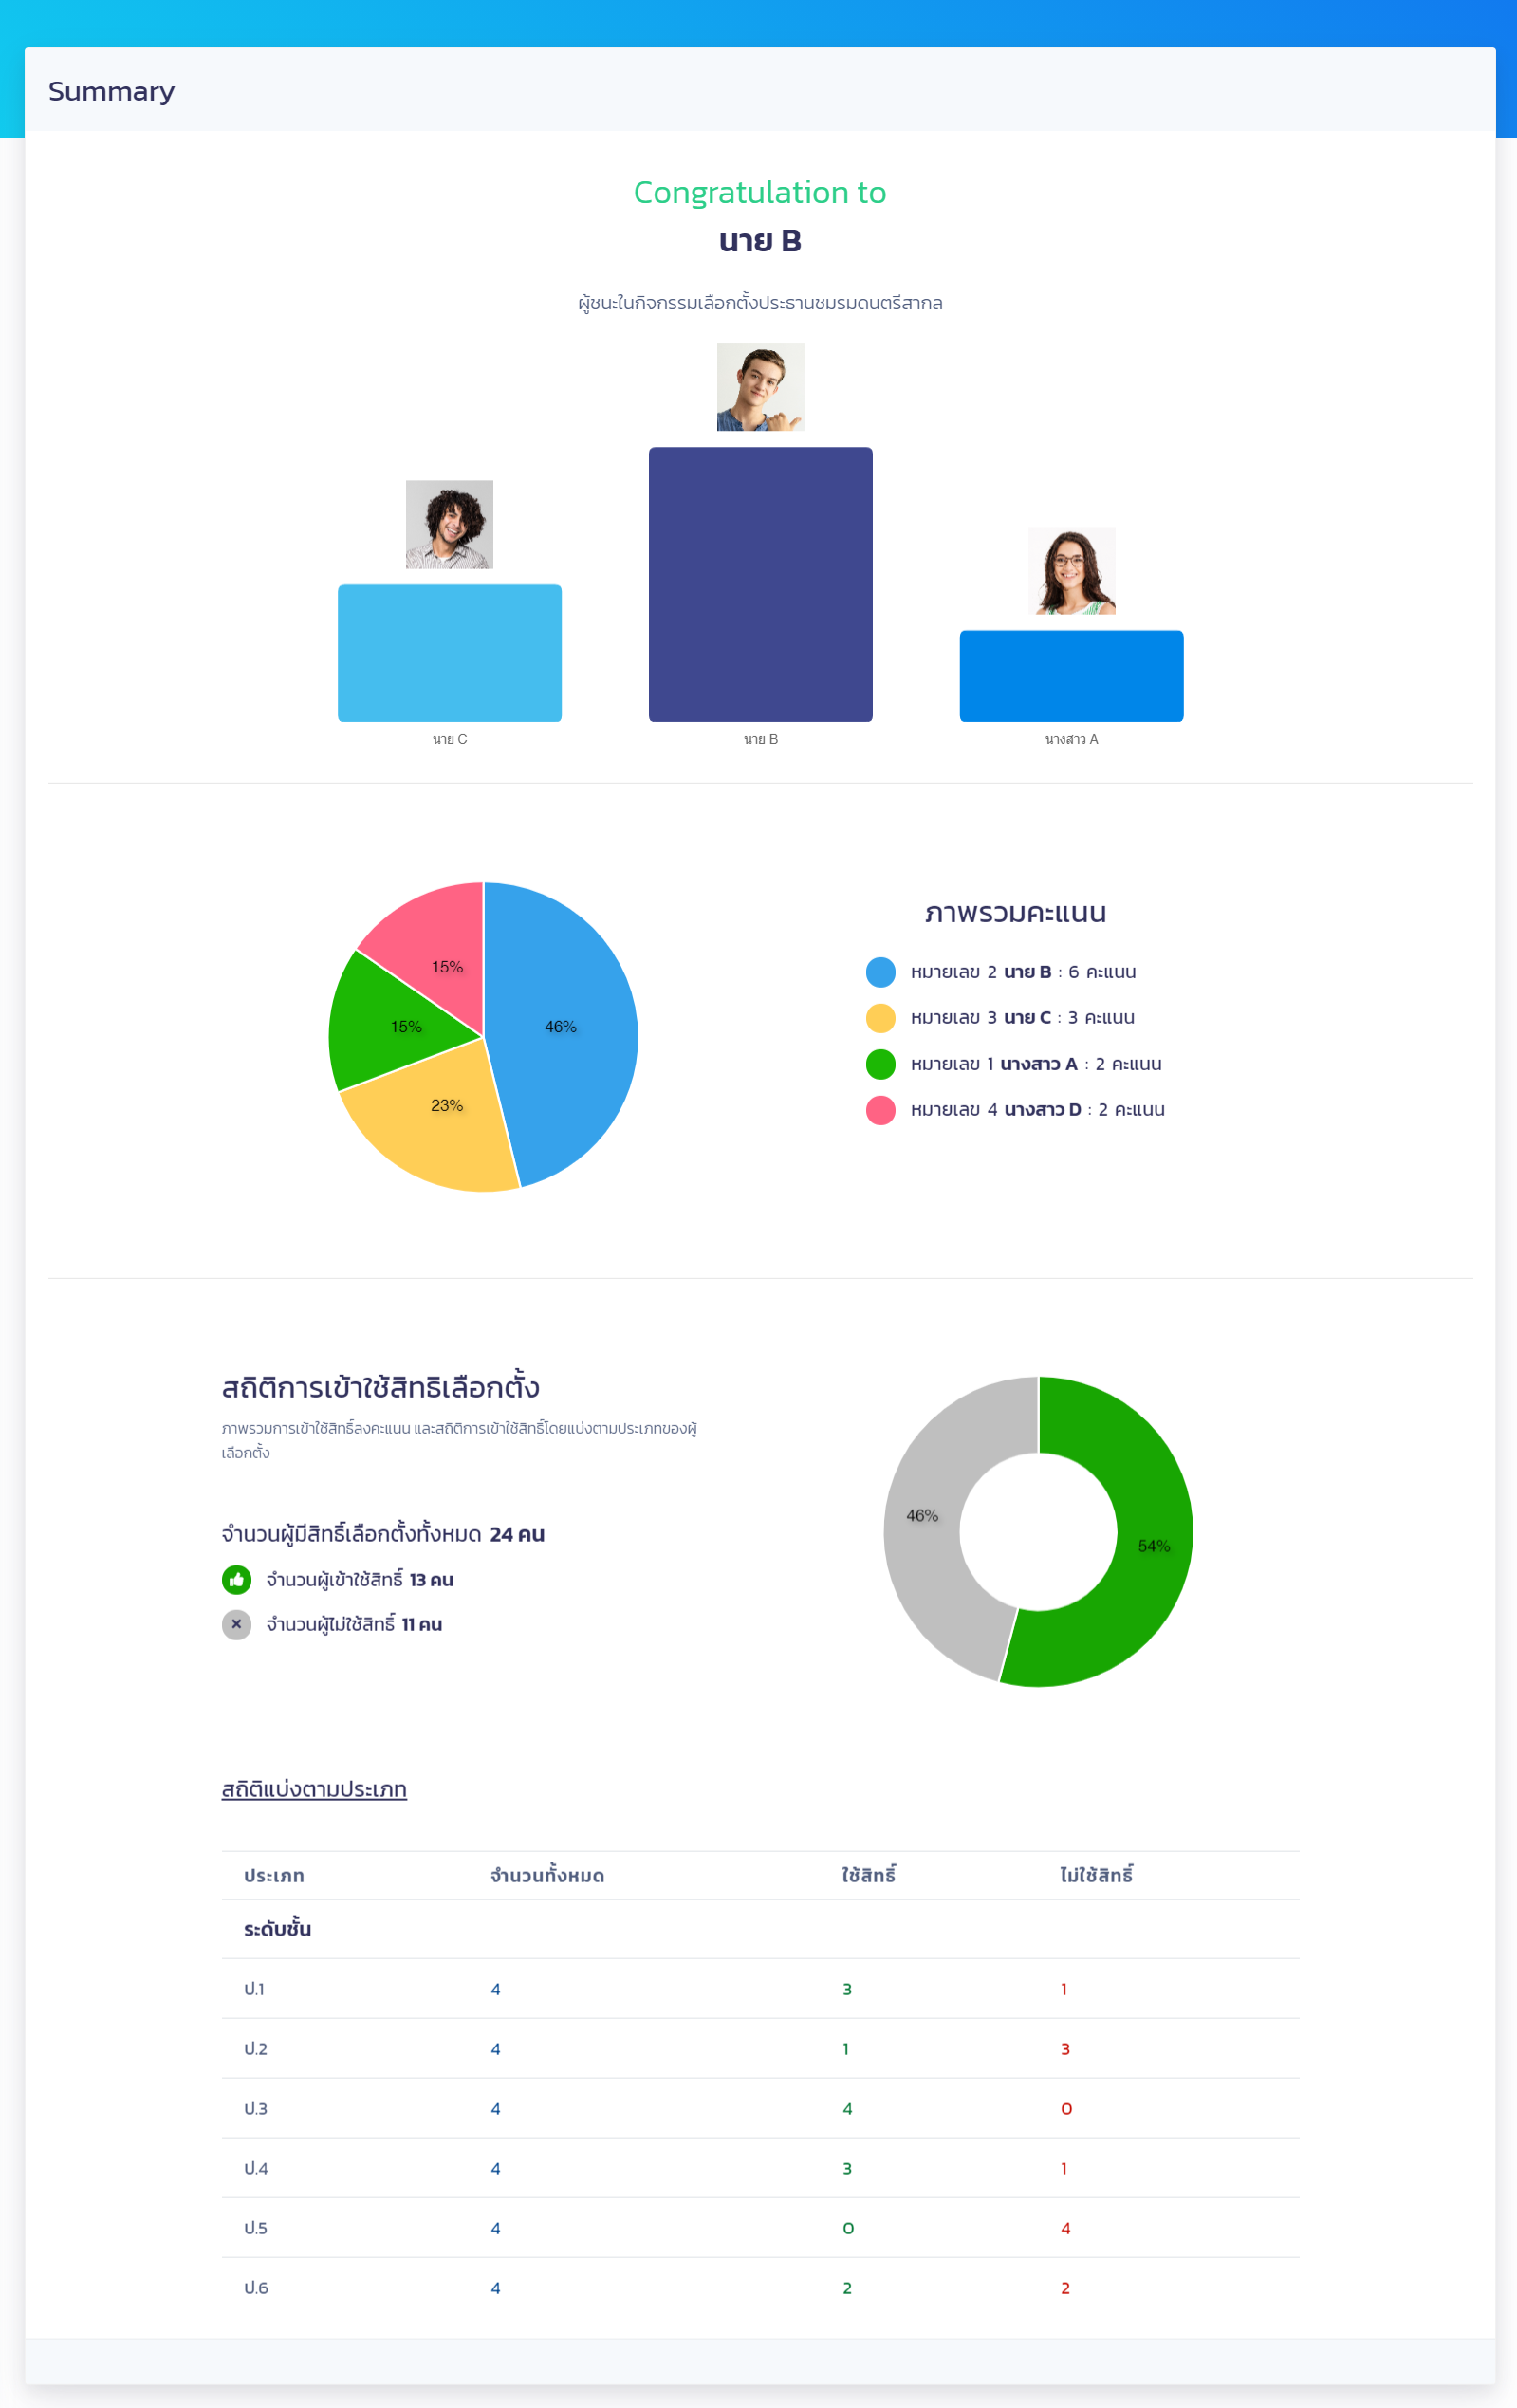 Summary
Congratulation to
นาย B
ผู้ชนะในกิจกรรมเลือกตั้งประธานชมรมดนตรีสากล
นาย C
นาย B
นางสาว A
15%
15%
46%
23%
ภาพรวมคะแนน
หมายเลข 2 นาย B : 6 คะแนน
หมายเลข 3 นาย C : 3 คะแนน
หมายเลข 1 นางสาว A : 2 คะแนน
หมายเลข 4 นางสาว D : 2 คะแนน
สถิติการเข้าใช้สิทธิเลือกตั้ง
ภาพรวมการเข้าใช้สิทธิ์ลงคะแนน และสถิติการเข้าใช้สิทธิ์โดยแบ่งตามประเภทของผู้
เลือกตั้ง
จำนวนผู้มีสิทธิ์เลือกตั้งทั้งหมด 24 คน
จำนวนผู้เข้าใช้สิทธิ์ 13 คน
จำนวนผู้ไม่ใช้สิทธิ์ 11 คน
46%
54%
สถิติแบ่งตามประเภท
ประเภท จำนวนทั้งหมด ใช้สิทธิ์ ไม่ใช้สิทธิ์
ระดับชั้น
ป.1 4 3 1
ป.2 4 1 3
ป.3 4 4 0
ป.4 4 3 1
ป.5 4 0 4
ป.6 4 2 2